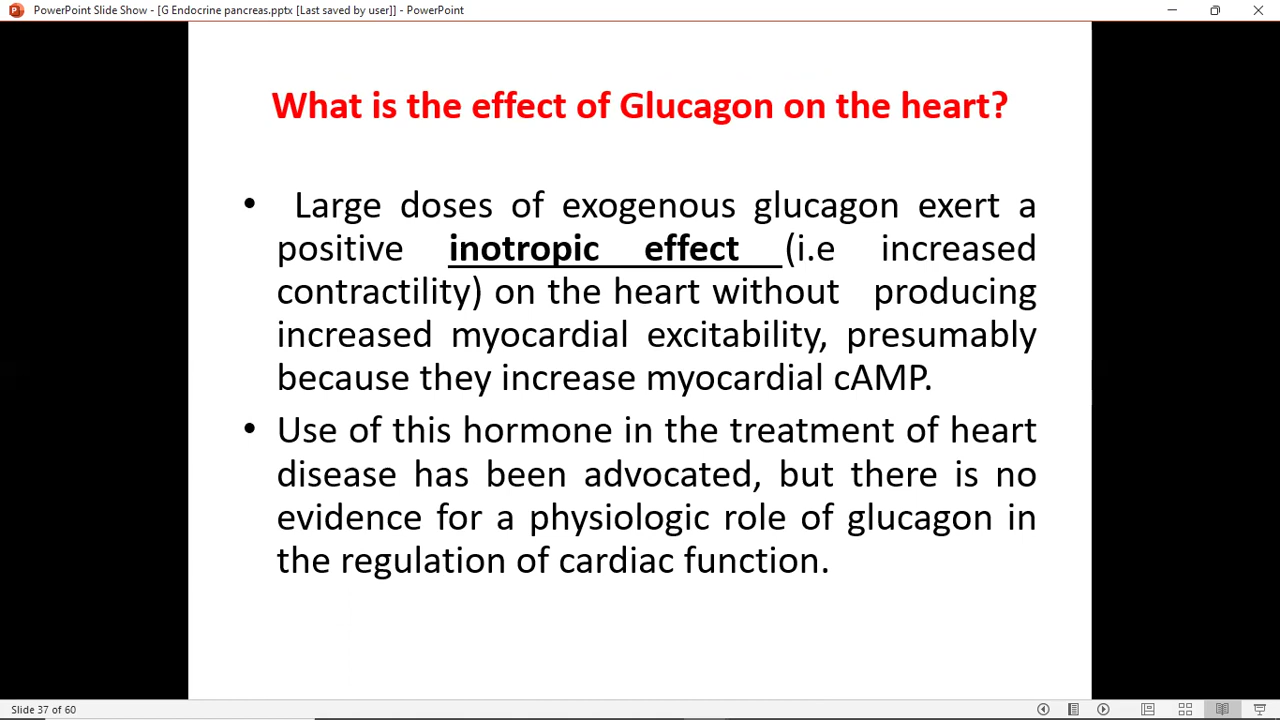 PowerPoint Slide Show - [G Endocrine pancreas.pptx [Last saved by user]] - PowerPoint
What is the effect of Glucagon on the heart?
• Large doses of exogenous glucagon exert a
positive inotropic effect (i.e increased
contractility) on the heart without producing
increased myocardial excitability, presumably
because they increase myocardial cAMP.
• Use of this hormone in the treatment of heart
disease has been advocated, but there is no
evidence for a physiologic role of glucagon in
the regulation of cardiac function.
Slide 37 of 60